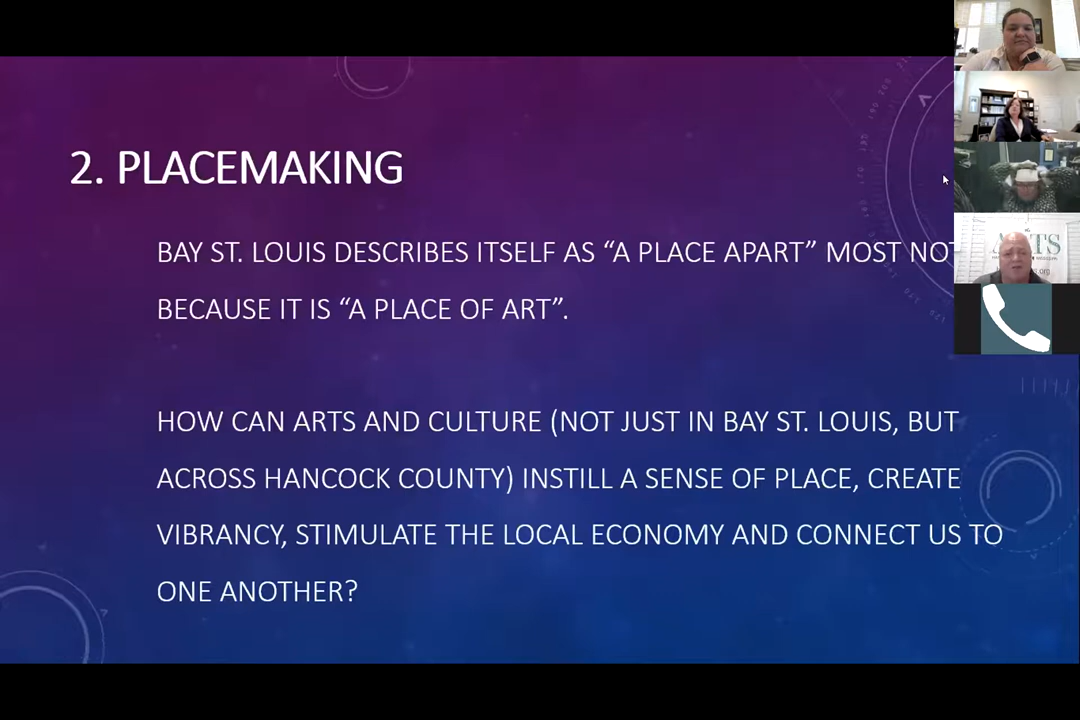 2. PLACEMAKING
BAY ST. LOUIS DESCRIBES ITSELF AS “A PLACE APART” MOST NOT
BECAUSE IT IS “A PLACE OF ART”.
HOW CAN ARTS AND CULTURE (NOT JUST IN BAY ST. LOUIS, BUT
ACROSS HANCOCK COUNTY) INSTILL A SENSE OF PLACE, CREATE
VIBRANCY, STIMULATE THE LOCAL ECONOMY AND CONNECT US TO
ONE ANOTHER?